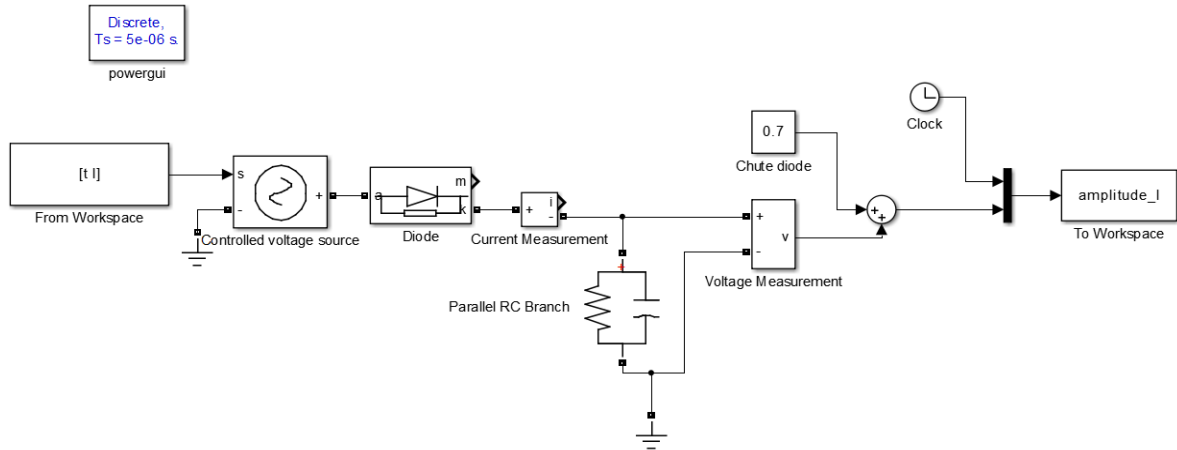 Discrete,
Ts = 5e-06 s.
powergui
[t I]
From Workspace
s
-
+
Controlled voltage source
a
m
k
Diode
+
i
-
Current Measurement
+
Parallel RC Branch
+
-
v
Voltage Measurement
0.7
Chute diode
+
+
Clock
amplitude_I
To Workspace